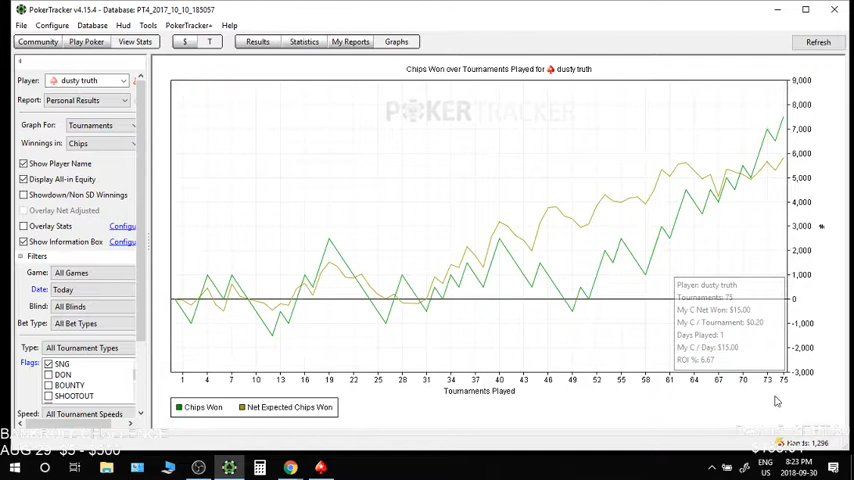 PokerTracker v4.15.4 - Database: PT4_2017_10_10_185057
File Configure Database Hud Tools PokerTracker+ Help
Community Play Poker View Stats $ T Results Statistics My Reports Graphs Refresh
Player: dusty truth
Report: Personal Results
Graph For: Tournaments
Winnings in: Chips
Show Player Name
Display All-in Equity
Showdown/Non SD Winnings
Overlay Net Adjusted
Overlay Stats Configu
Show Information Box Configu
Filters
Game: All Games
Date: Today
Blind: All Blinds
Bet Type: All Bet Types
Type: All Tournament Types
Flags: SNG
DON
BOUNTY
SHOOTOUT
Speed: All Tournament Speeds
Chips Won over Tournaments Played for dusty truth
POKERTRACKER
9,000
8,000
7,000
6,000
5,000
4,000
3,000
2,000
1,000
0
-1,000
-2,000
-3,000
#
Player: dusty truth
Tournaments: 75
My C Net Won: $15.00
My C / Tournament: $0.20
Days Played: 1
My C / Day: $15.00
ROI %: 6.67
1 4 7 10 13 16 19 22 25 28 31 34 37 40 43 46 49 52 55 58 61 64 67 70 73 75
Tournaments Played
Chips Won Net Expected Chips Won
AUG 29 $5 - $500
Hands: 1,296
ENG
US
8:23 PM
2018-09-30